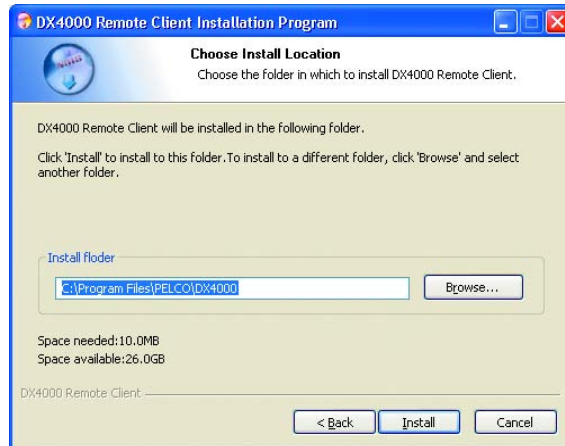 DX4000 Remote Client Installation Program
Choose Install Location
Choose the folder in which to install DX4000 Remote Client.
DX4000 Remote Client will be installed in the following folder.
Click 'Install' to install to this folder.To install to a different folder, click 'Browse' and select
another folder.
Install floder
C:\Program Files\PELCO\DX4000
Browse...
Space needed:10.0MB
Space available:26.0GB
DX4000 Remote Client
< Back
Install
Cancel